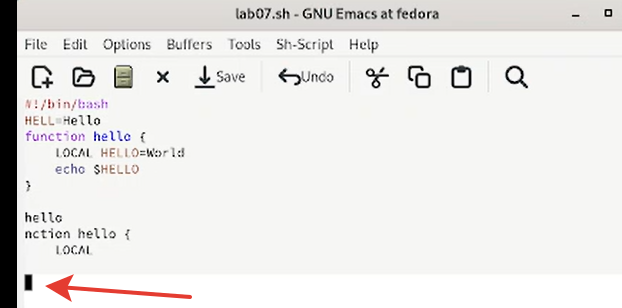 lab07.sh - GNU Emacs at fedora
File Edit Options Buffers Tools Sh-Script Help
Save Undo
#!/bin/bash
HELL=Hello
function hello {
    LOCAL HELLO=World
    echo $HELLO
}
hello
nction hello {
    LOCAL